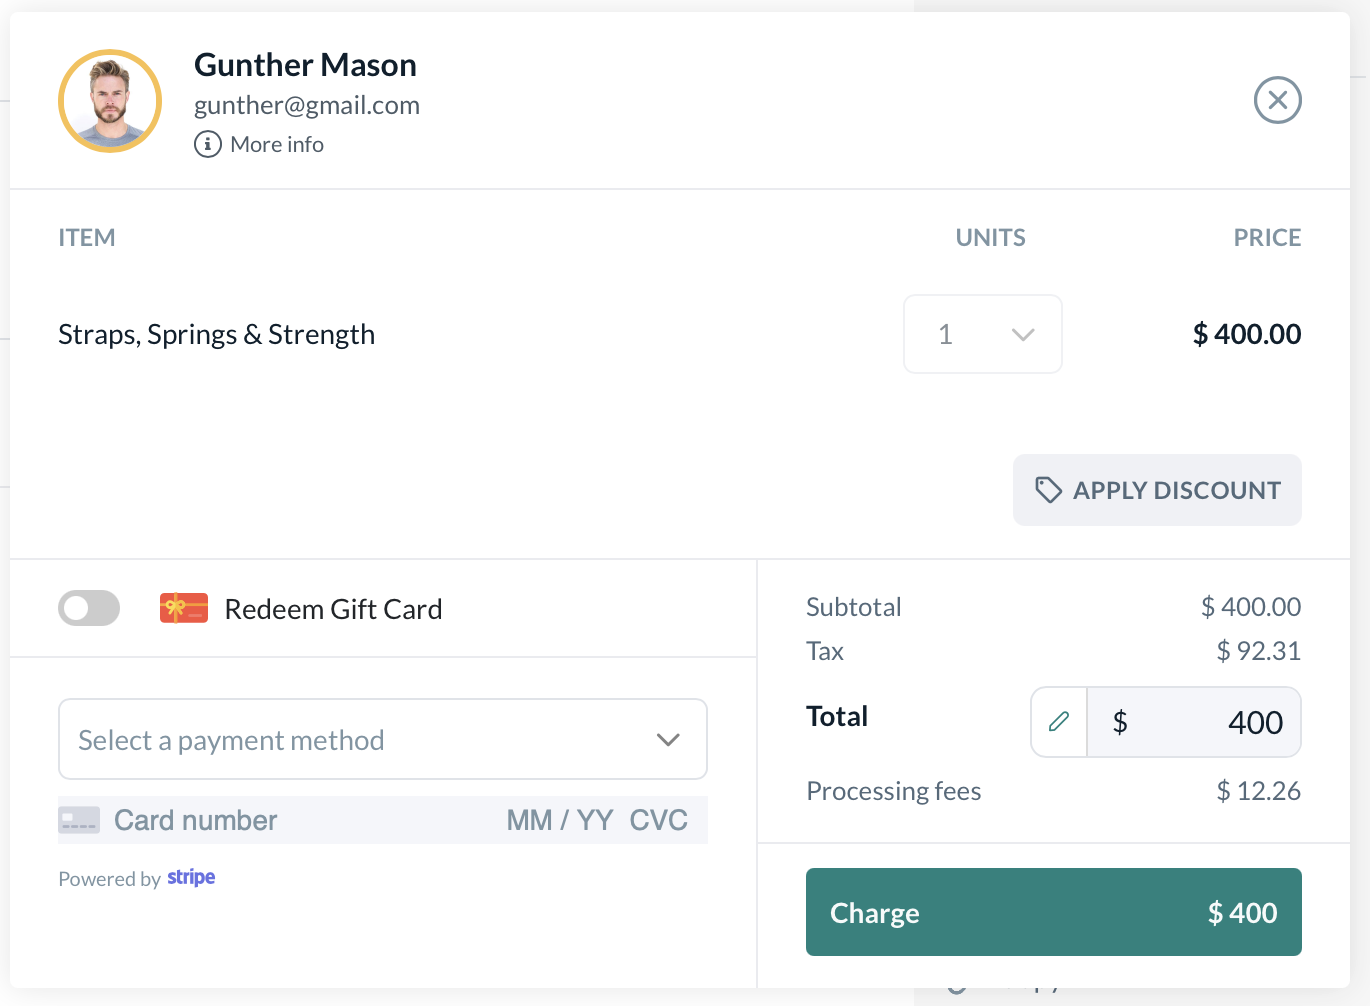 Gunther Mason
gunther@gmail.com
More info
ITEM UNITS PRICE
Straps, Springs & Strength 1 $ 400.00
APPLY DISCOUNT
Redeem Gift Card
Select a payment method
Card number MM / YY CVC
Powered by stripe
Subtotal $ 400.00
Tax $ 92.31
Total $ 400
Processing fees $ 12.26
Charge $ 400